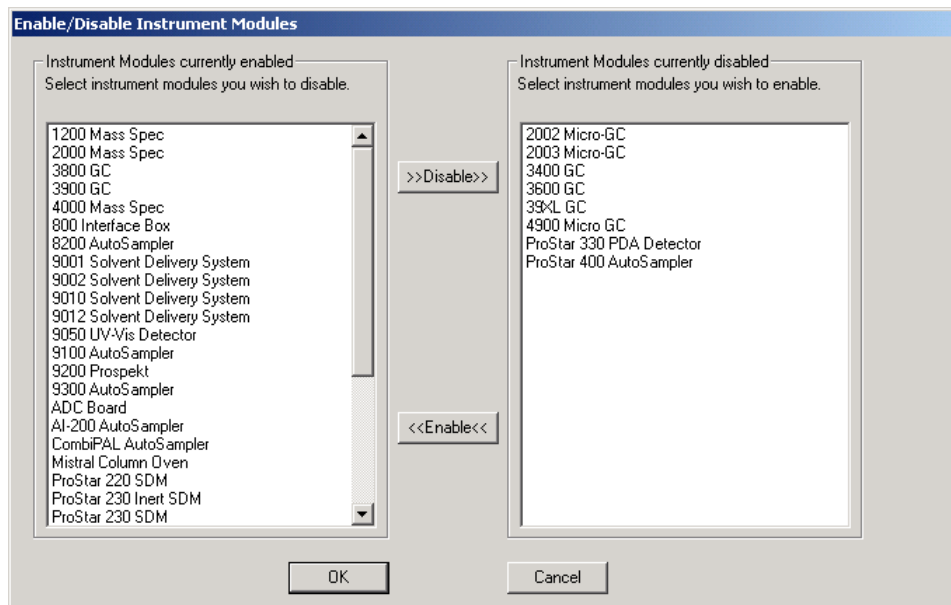 Enable/Disable Instrument Modules
Instrument Modules currently enabled
Select instrument modules you wish to disable.
1200 Mass Spec
2000 Mass Spec
3800 GC
3900 GC
4000 Mass Spec
800 Interface Box
8200 AutoSampler
9001 Solvent Delivery System
9002 Solvent Delivery System
9010 Solvent Delivery System
9012 Solvent Delivery System
9050 UV-Vis Detector
9100 AutoSampler
9200 Prospekt
9300 AutoSampler
ADC Board
AI-200 AutoSampler
CombiPAL AutoSampler
Mistral Column Oven
ProStar 220 SDM
ProStar 230 Inert SDM
ProStar 230 SDM
>>Disable>>
<<Enable<<
Instrument Modules currently disabled
Select instrument modules you wish to enable.
2002 Micro-GC
2003 Micro-GC
3400 GC
3600 GC
39XL GC
4900 Micro GC
ProStar 330 PDA Detector
ProStar 400 AutoSampler
OK
Cancel